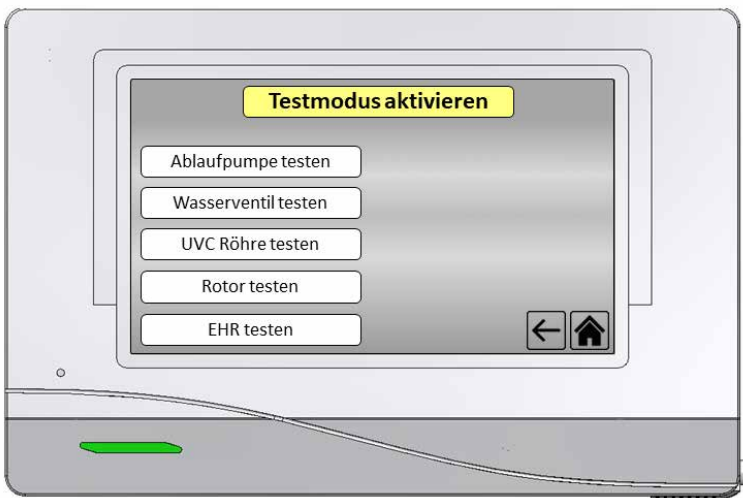 Testmodus aktivieren
Ablaufpumpe testen
Wasserventil testen
UVC Röhre testen
Rotor testen
EHR testen